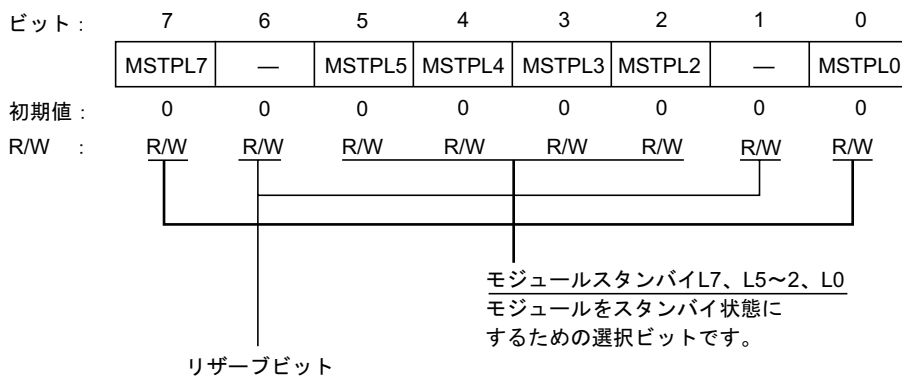 ビット： 7 6 5 4 3 2 1 0
MSTPL7 — MSTPL5 MSTPL4 MSTPL3 MSTPL2 — MSTPL0
初期値： 0 0 0 0 0 0 0 0
R/W ： R/W R/W R/W R/W R/W R/W R/W R/W
モジュールスタンバイL7、L5～2、L0
モジュールをスタンバイ状態に
するための選択ビットです。
リザーブビット